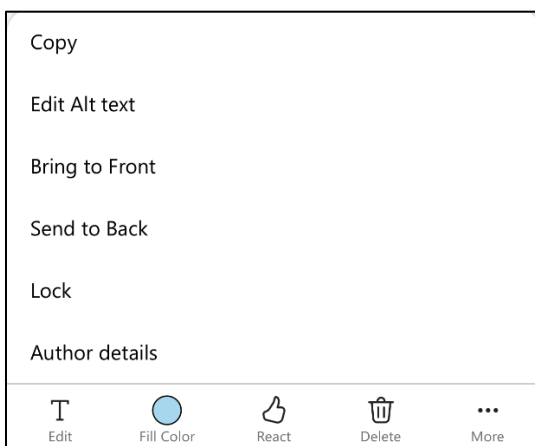 Copy
Edit Alt text
Bring to Front
Send to Back
Lock
Author details
Edit Fill Color React Delete More